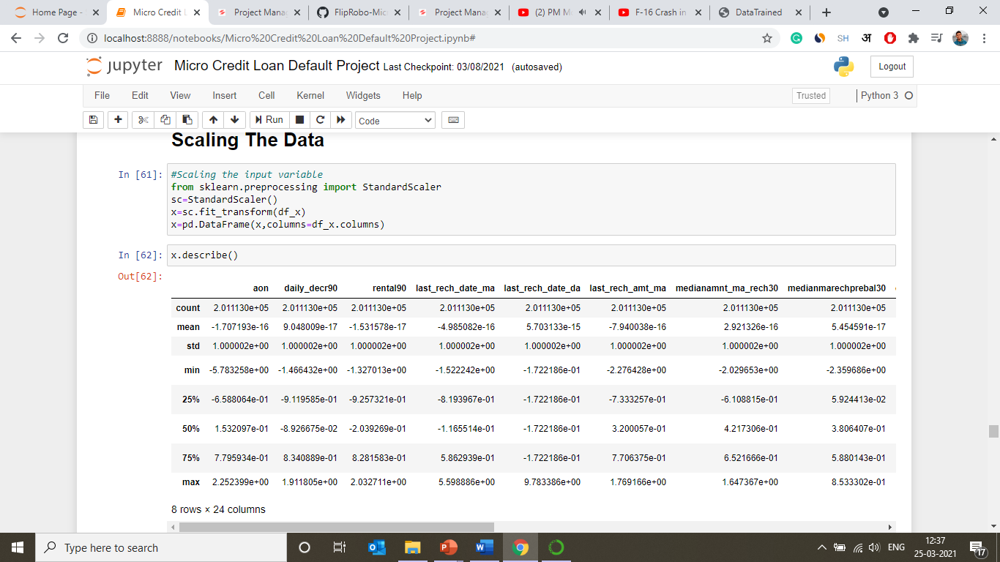 Home Page -
Micro Credit L
Project Mana
FlipRobo-Mic
Project Mana
(2) PM M
F-16 Crash in
DataTrained
localhost:8888/notebooks/Micro%20Credit%20Loan%20Default%20Project.ipynb#
SH अ
jupyter Micro Credit Loan Default Project Last Checkpoint: 03/08/2021 (autosaved)
Logout
File Edit View Insert Cell Kernel Widgets Help
Trusted
Python 3
Run
Code
Scaling The Data
In [61]: #Scaling the input variable
from sklearn.preprocessing import StandardScaler
sc=StandardScaler()
x=sc.fit_transform(df_x)
x=pd.DataFrame(x,columns=df_x.columns)
In [62]: x.describe()
Out[62]:
aon daily_decr90 rental90 last_rech_date_ma last_rech_date_da last_rech_amt_ma medianamnt_ma_rech30 medianmarechprebal30
count 2.011130e+05 2.011130e+05 2.011130e+05 2.011130e+05 2.011130e+05 2.011130e+05 2.011130e+05 2.011130e+05
mean -1.707193e-16 9.048009e-17 -1.531578e-17 -4.985082e-16 5.703133e-15 -7.940038e-16 2.921326e-16 5.454591e-17
std 1.000002e+00 1.000002e+00 1.000002e+00 1.000002e+00 1.000002e+00 1.000002e+00 1.000002e+00 1.000002e+00
min -5.783258e+00 -1.466432e+00 -1.327013e+00 -1.522242e+00 -1.722186e-01 -2.276428e+00 -2.029653e+00 -2.359686e+00
25% -6.588064e-01 -9.119585e-01 -9.257321e-01 -8.193967e-01 -1.722186e-01 -7.333257e-01 -6.108815e-01 5.924413e-02
50% 1.532097e-01 -8.926675e-02 -2.039269e-01 -1.165514e-01 -1.722186e-01 3.200057e-01 4.217306e-01 3.806407e-01
75% 7.795934e-01 8.340889e-01 8.281583e-01 5.862939e-01 -1.722186e-01 7.706375e-01 6.521666e-01 5.880143e-01
max 2.252399e+00 1.911805e+00 2.032711e+00 5.598886e+00 9.783386e+00 1.769166e+00 1.647367e+00 8.533302e-01
8 rows × 24 columns
Type here to search
ENG
12:37
25-03-2021
17